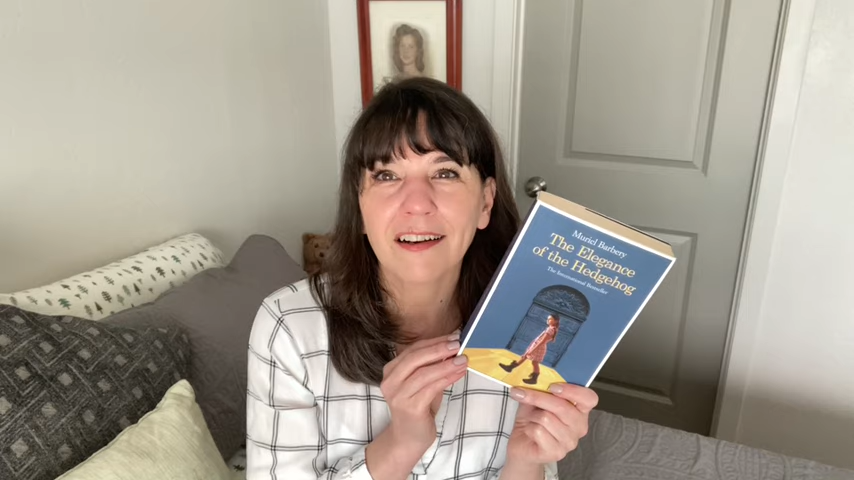 Muriel Barbery
The Elegance
of the Hedgehog
The International Bestseller